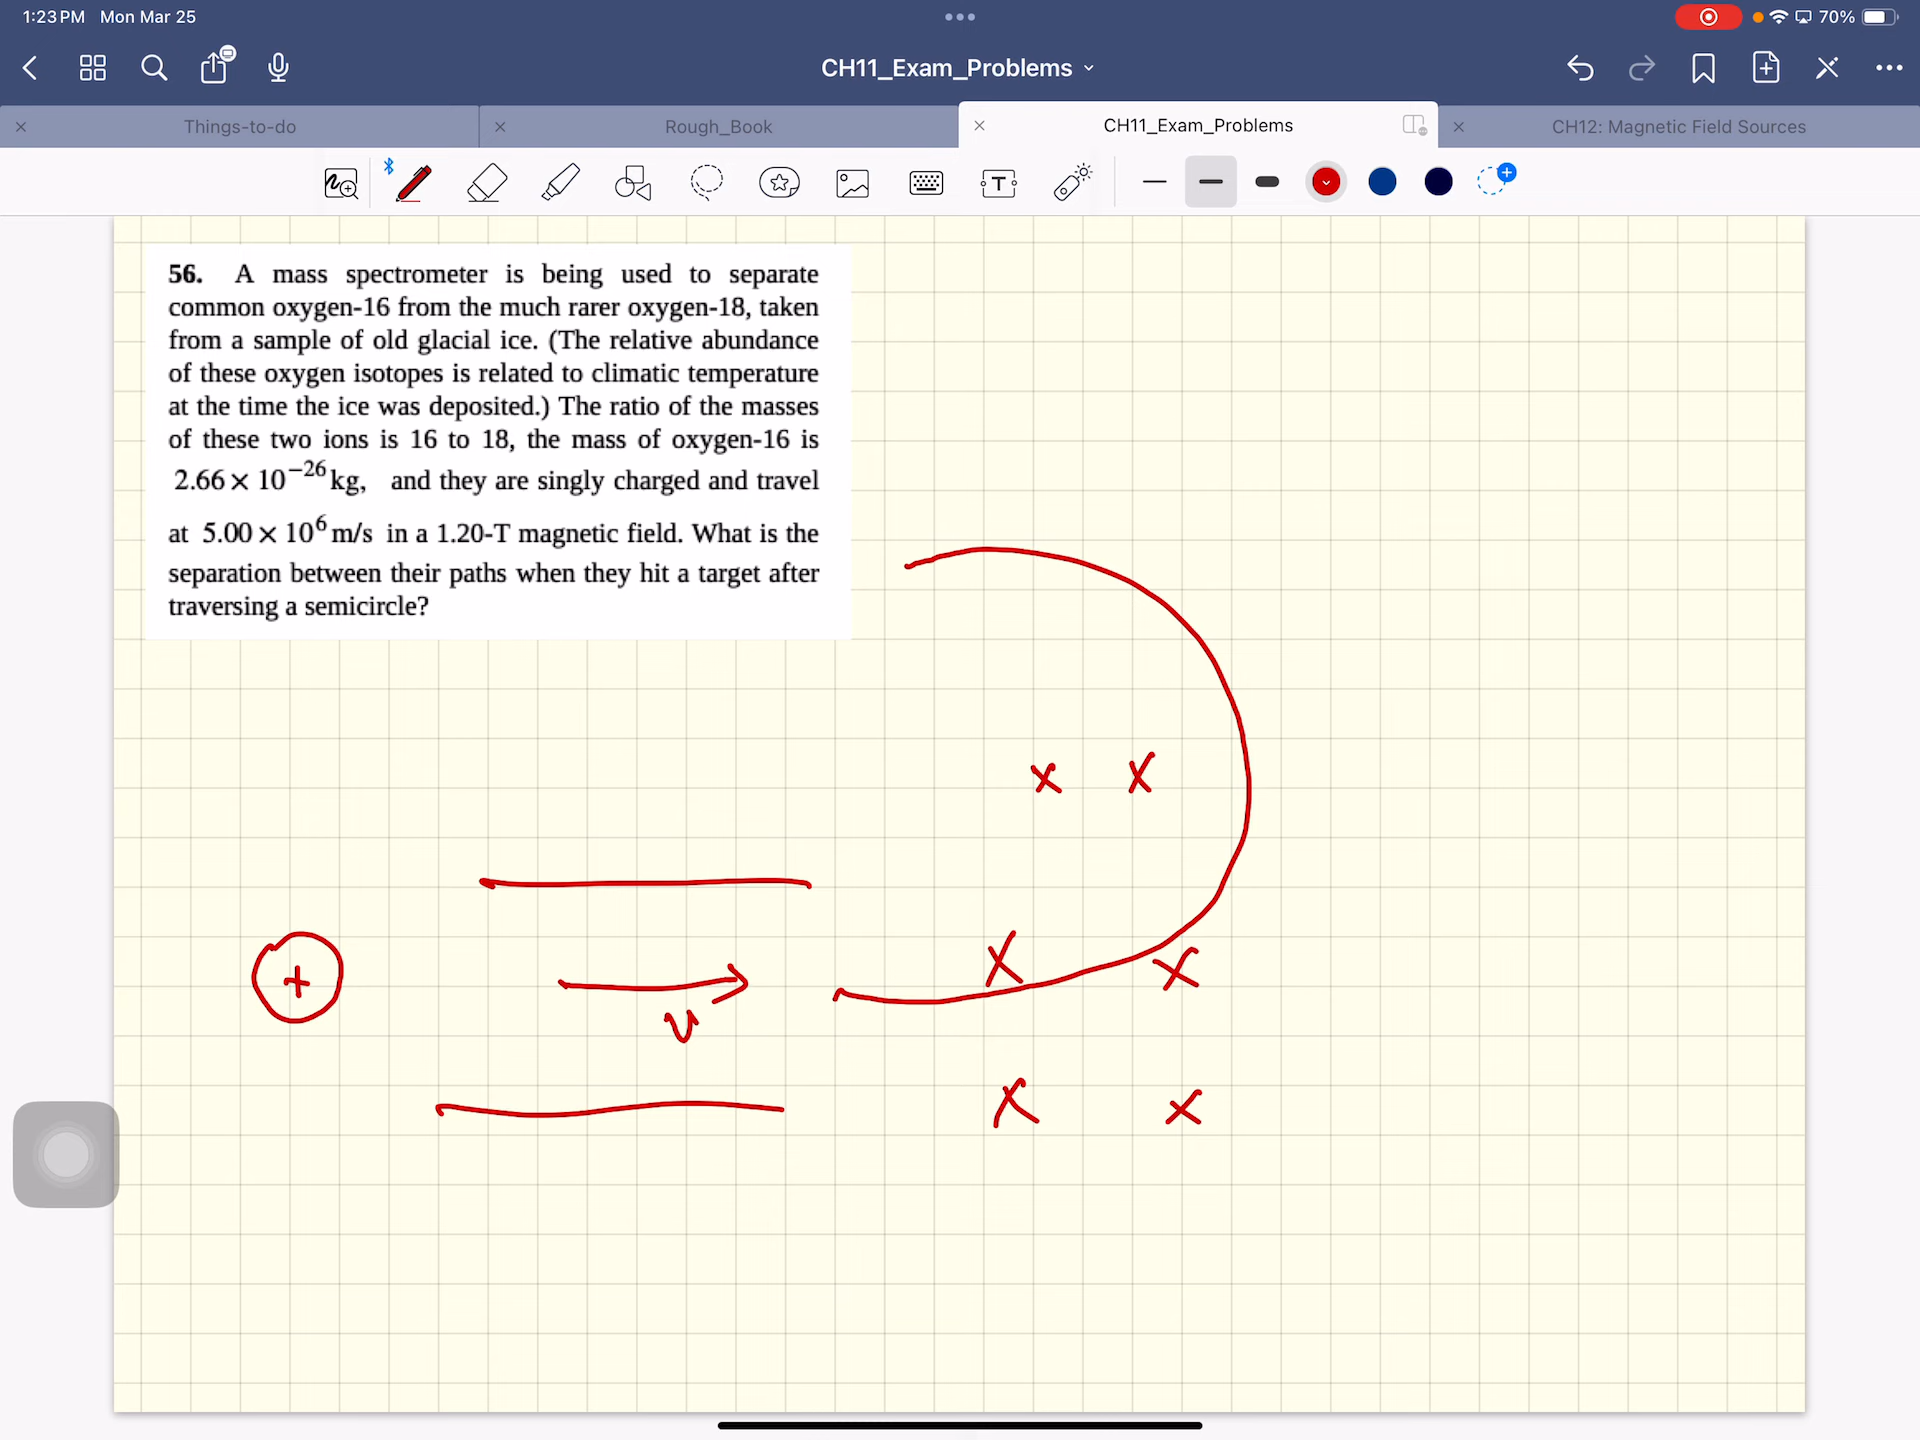 1:23 PM Mon Mar 25
70%
CH11_Exam_Problems
Things-to-do
Rough_Book
CH11_Exam_Problems
CH12: Magnetic Field Sources
T
56. A mass spectrometer is being used to separate
common oxygen-16 from the much rarer oxygen-18, taken
from a sample of old glacial ice. (The relative abundance
of these oxygen isotopes is related to climatic temperature
at the time the ice was deposited.) The ratio of the masses
of these two ions is 16 to 18, the mass of oxygen-16 is
2.66 × 10⁻²⁶ kg, and they are singly charged and travel
at 5.00 × 10⁶ m/s in a 1.20-T magnetic field. What is the
separation between their paths when they hit a target after
traversing a semicircle?
x x
+
v
x x
x x